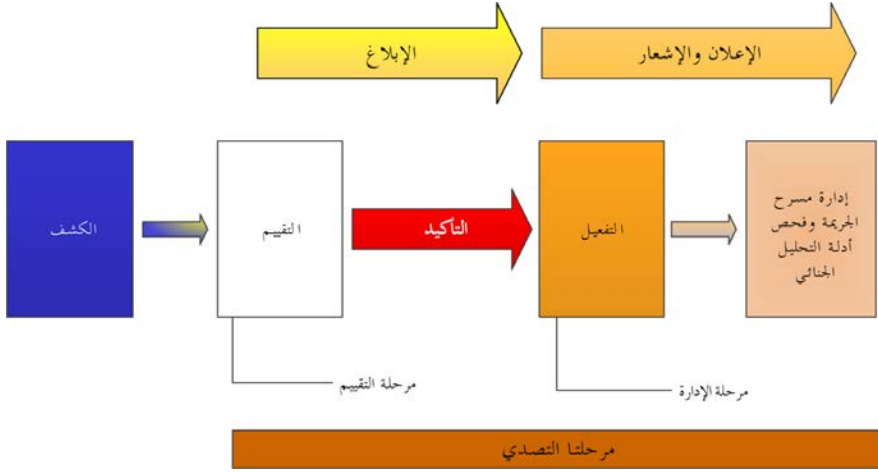 الإبلاغ
الإعلان والإشعار
الكشف
التقييم
التأكيد
التفعيل
إدارة مسرح
الجريمة وفحص
أدلة التحليل
الجنائي
مرحلة التقييم
مرحلة الإدارة
مرحلتا التصدي